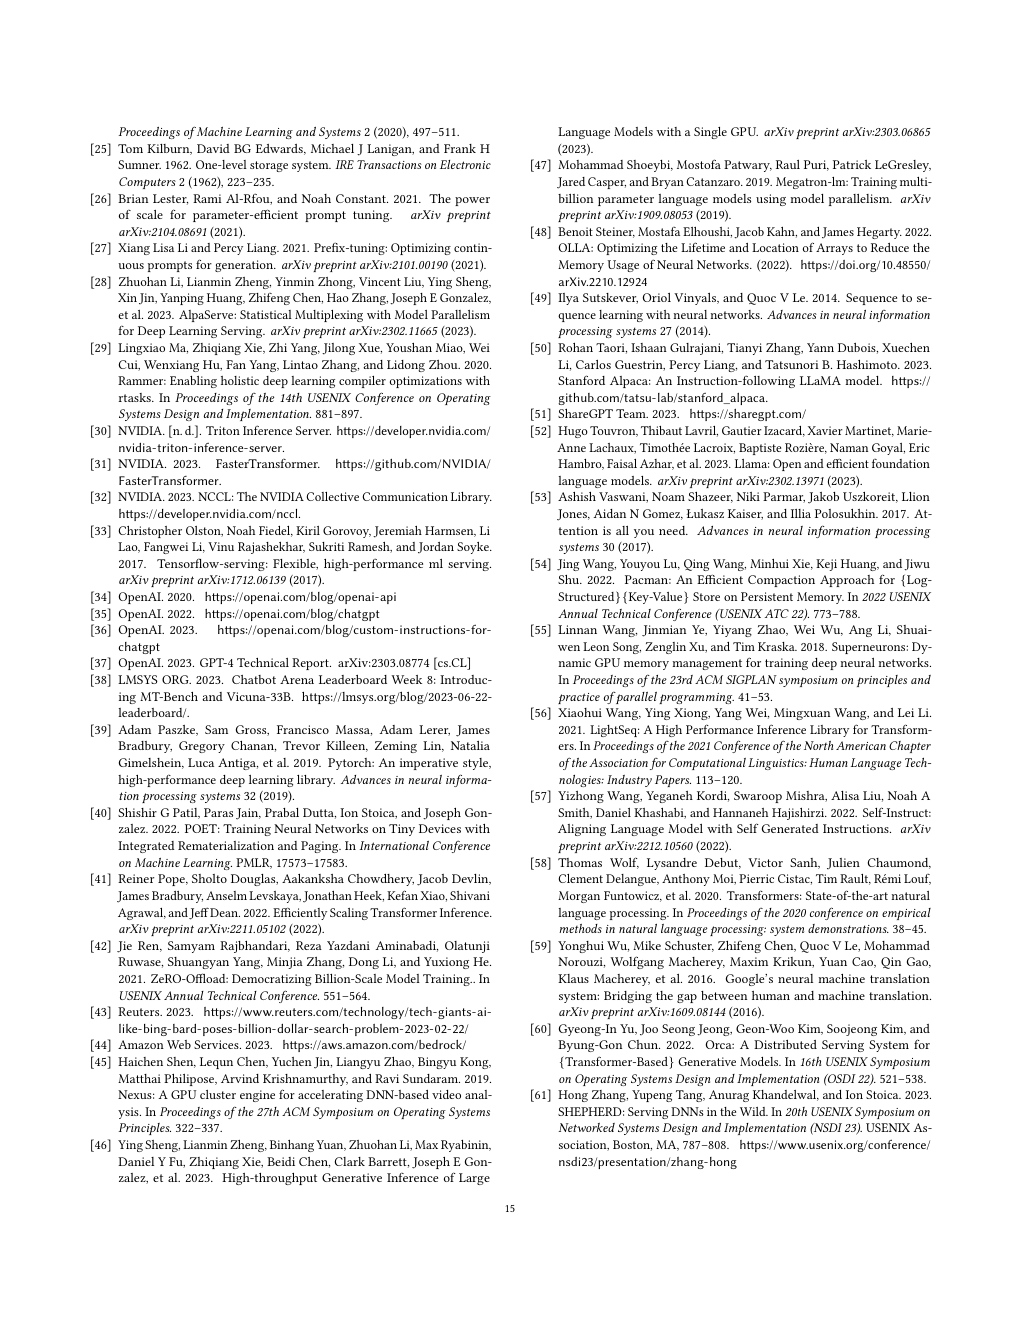 Proceedings of Machine Learning and Systems 2 (2020), 497–511.
[25] Tom Kilburn, David BG Edwards, Michael J Lanigan, and Frank H
Sumner. 1962. One-level storage system. IRE Transactions on Electronic
Computers 2 (1962), 223–235.
[26] Brian Lester, Rami Al-Rfou, and Noah Constant. 2021. The power
of scale for parameter-efficient prompt tuning. arXiv preprint
arXiv:2104.08691 (2021).
[27] Xiang Lisa Li and Percy Liang. 2021. Prefix-tuning: Optimizing contin-
uous prompts for generation. arXiv preprint arXiv:2101.00190 (2021).
[28] Zhuohan Li, Lianmin Zheng, Yinmin Zhong, Vincent Liu, Ying Sheng,
Xin Jin, Yanping Huang, Zhifeng Chen, Hao Zhang, Joseph E Gonzalez,
et al. 2023. AlpaServe: Statistical Multiplexing with Model Parallelism
for Deep Learning Serving. arXiv preprint arXiv:2302.11665 (2023).
[29] Lingxiao Ma, Zhiqiang Xie, Zhi Yang, Jilong Xue, Youshan Miao, Wei
Cui, Wenxiang Hu, Fan Yang, Lintao Zhang, and Lidong Zhou. 2020.
Rammer: Enabling holistic deep learning compiler optimizations with
rtasks. In Proceedings of the 14th USENIX Conference on Operating
Systems Design and Implementation. 881–897.
[30] NVIDIA. [n. d.]. Triton Inference Server. https://developer.nvidia.com/
nvidia-triton-inference-server.
[31] NVIDIA. 2023. FasterTransformer. https://github.com/NVIDIA/
FasterTransformer.
[32] NVIDIA. 2023. NCCL: The NVIDIA Collective Communication Library.
https://developer.nvidia.com/nccl.
[33] Christopher Olston, Noah Fiedel, Kiril Gorovoy, Jeremiah Harmsen, Li
Lao, Fangwei Li, Vinu Rajashekhar, Sukriti Ramesh, and Jordan Soyke.
2017. Tensorflow-serving: Flexible, high-performance ml serving.
arXiv preprint arXiv:1712.06139 (2017).
[34] OpenAI. 2020. https://openai.com/blog/openai-api
[35] OpenAI. 2022. https://openai.com/blog/chatgpt
[36] OpenAI. 2023. https://openai.com/blog/custom-instructions-for-
chatgpt
[37] OpenAI. 2023. GPT-4 Technical Report. arXiv:2303.08774 [cs.CL]
[38] LMSYS ORG. 2023. Chatbot Arena Leaderboard Week 8: Introduc-
ing MT-Bench and Vicuna-33B. https://lmsys.org/blog/2023-06-22-
leaderboard/.
[39] Adam Paszke, Sam Gross, Francisco Massa, Adam Lerer, James
Bradbury, Gregory Chanan, Trevor Killeen, Zeming Lin, Natalia
Gimelshein, Luca Antiga, et al. 2019. Pytorch: An imperative style,
high-performance deep learning library. Advances in neural informa-
tion processing systems 32 (2019).
[40] Shishir G Patil, Paras Jain, Prabal Dutta, Ion Stoica, and Joseph Gon-
zalez. 2022. POET: Training Neural Networks on Tiny Devices with
Integrated Rematerialization and Paging. In International Conference
on Machine Learning. PMLR, 17573–17583.
[41] Reiner Pope, Sholto Douglas, Aakanksha Chowdhery, Jacob Devlin,
James Bradbury, Anselm Levskaya, Jonathan Heek, Kefan Xiao, Shivani
Agrawal, and Jeff Dean. 2022. Efficiently Scaling Transformer Inference.
arXiv preprint arXiv:2211.05102 (2022).
[42] Jie Ren, Samyam Rajbhandari, Reza Yazdani Aminabadi, Olatunji
Ruwase, Shuangyan Yang, Minjia Zhang, Dong Li, and Yuxiong He.
2021. ZeRO-Offload: Democratizing Billion-Scale Model Training.. In
USENIX Annual Technical Conference. 551–564.
[43] Reuters. 2023. https://www.reuters.com/technology/tech-giants-ai-
like-bing-bard-poses-billion-dollar-search-problem-2023-02-22/
[44] Amazon Web Services. 2023. https://aws.amazon.com/bedrock/
[45] Haichen Shen, Lequn Chen, Yuchen Jin, Liangyu Zhao, Bingyu Kong,
Matthai Philipose, Arvind Krishnamurthy, and Ravi Sundaram. 2019.
Nexus: A GPU cluster engine for accelerating DNN-based video anal-
ysis. In Proceedings of the 27th ACM Symposium on Operating Systems
Principles. 322–337.
[46] Ying Sheng, Lianmin Zheng, Binhang Yuan, Zhuohan Li, Max Ryabinin,
Daniel Y Fu, Zhiqiang Xie, Beidi Chen, Clark Barrett, Joseph E Gon-
zalez, et al. 2023. High-throughput Generative Inference of Large
Language Models with a Single GPU. arXiv preprint arXiv:2303.06865
(2023).
[47] Mohammad Shoeybi, Mostofa Patwary, Raul Puri, Patrick LeGresley,
Jared Casper, and Bryan Catanzaro. 2019. Megatron-lm: Training multi-
billion parameter language models using model parallelism. arXiv
preprint arXiv:1909.08053 (2019).
[48] Benoit Steiner, Mostafa Elhoushi, Jacob Kahn, and James Hegarty. 2022.
OLLA: Optimizing the Lifetime and Location of Arrays to Reduce the
Memory Usage of Neural Networks. (2022). https://doi.org/10.48550/
arXiv.2210.12924
[49] Ilya Sutskever, Oriol Vinyals, and Quoc V Le. 2014. Sequence to se-
quence learning with neural networks. Advances in neural information
processing systems 27 (2014).
[50] Rohan Taori, Ishaan Gulrajani, Tianyi Zhang, Yann Dubois, Xuechen
Li, Carlos Guestrin, Percy Liang, and Tatsunori B. Hashimoto. 2023.
Stanford Alpaca: An Instruction-following LLaMA model. https://
github.com/tatsu-lab/stanford_alpaca.
[51] ShareGPT Team. 2023. https://sharegpt.com/
[52] Hugo Touvron, Thibaut Lavril, Gautier Izacard, Xavier Martinet, Marie-
Anne Lachaux, Timothée Lacroix, Baptiste Rozière, Naman Goyal, Eric
Hambro, Faisal Azhar, et al. 2023. Llama: Open and efficient foundation
language models. arXiv preprint arXiv:2302.13971 (2023).
[53] Ashish Vaswani, Noam Shazeer, Niki Parmar, Jakob Uszkoreit, Llion
Jones, Aidan N Gomez, Łukasz Kaiser, and Illia Polosukhin. 2017. At-
tention is all you need. Advances in neural information processing
systems 30 (2017).
[54] Jing Wang, Youyou Lu, Qing Wang, Minhui Xie, Keji Huang, and Jiwu
Shu. 2022. Pacman: An Efficient Compaction Approach for {Log-
Structured}{Key-Value} Store on Persistent Memory. In 2022 USENIX
Annual Technical Conference (USENIX ATC 22). 773–788.
[55] Linnan Wang, Jinmian Ye, Yiyang Zhao, Wei Wu, Ang Li, Shuai-
wen Leon Song, Zenglin Xu, and Tim Kraska. 2018. Superneurons: Dy-
namic GPU memory management for training deep neural networks.
In Proceedings of the 23rd ACM SIGPLAN symposium on principles and
practice of parallel programming. 41–53.
[56] Xiaohui Wang, Ying Xiong, Yang Wei, Mingxuan Wang, and Lei Li.
2021. LightSeq: A High Performance Inference Library for Transform-
ers. In Proceedings of the 2021 Conference of the North American Chapter
of the Association for Computational Linguistics: Human Language Tech-
nologies: Industry Papers. 113–120.
[57] Yizhong Wang, Yeganeh Kordi, Swaroop Mishra, Alisa Liu, Noah A
Smith, Daniel Khashabi, and Hannaneh Hajishirzi. 2022. Self-Instruct:
Aligning Language Model with Self Generated Instructions. arXiv
preprint arXiv:2212.10560 (2022).
[58] Thomas Wolf, Lysandre Debut, Victor Sanh, Julien Chaumond,
Clement Delangue, Anthony Moi, Pierric Cistac, Tim Rault, Rémi Louf,
Morgan Funtowicz, et al. 2020. Transformers: State-of-the-art natural
language processing. In Proceedings of the 2020 conference on empirical
methods in natural language processing: system demonstrations. 38–45.
[59] Yonghui Wu, Mike Schuster, Zhifeng Chen, Quoc V Le, Mohammad
Norouzi, Wolfgang Macherey, Maxim Krikun, Yuan Cao, Qin Gao,
Klaus Macherey, et al. 2016. Google's neural machine translation
system: Bridging the gap between human and machine translation.
arXiv preprint arXiv:1609.08144 (2016).
[60] Gyeong-In Yu, Joo Seong Jeong, Geon-Woo Kim, Soojeong Kim, and
Byung-Gon Chun. 2022. Orca: A Distributed Serving System for
{Transformer-Based} Generative Models. In 16th USENIX Symposium
on Operating Systems Design and Implementation (OSDI 22). 521–538.
[61] Hong Zhang, Yupeng Tang, Anurag Khandelwal, and Ion Stoica. 2023.
SHEPHERD: Serving DNNs in the Wild. In 20th USENIX Symposium on
Networked Systems Design and Implementation (NSDI 23). USENIX As-
sociation, Boston, MA, 787–808. https://www.usenix.org/conference/
nsdi23/presentation/zhang-hong
15